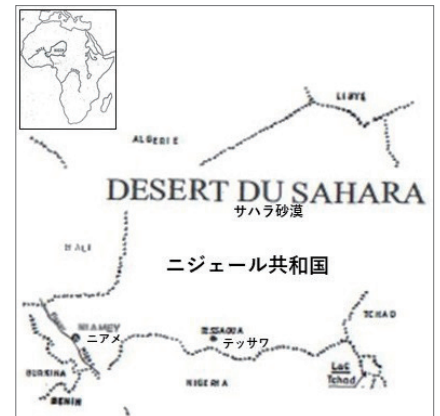 LIBYE
ALGERIE
DESERT DU SAHARA
サハラ砂漠
MALI
ニジェール共和国
TCHAD
NIAMEY
ニアメ
TESSAOUA
テッサワ
BURKINA
Lac
Tchad
NIGERIA
BENIN